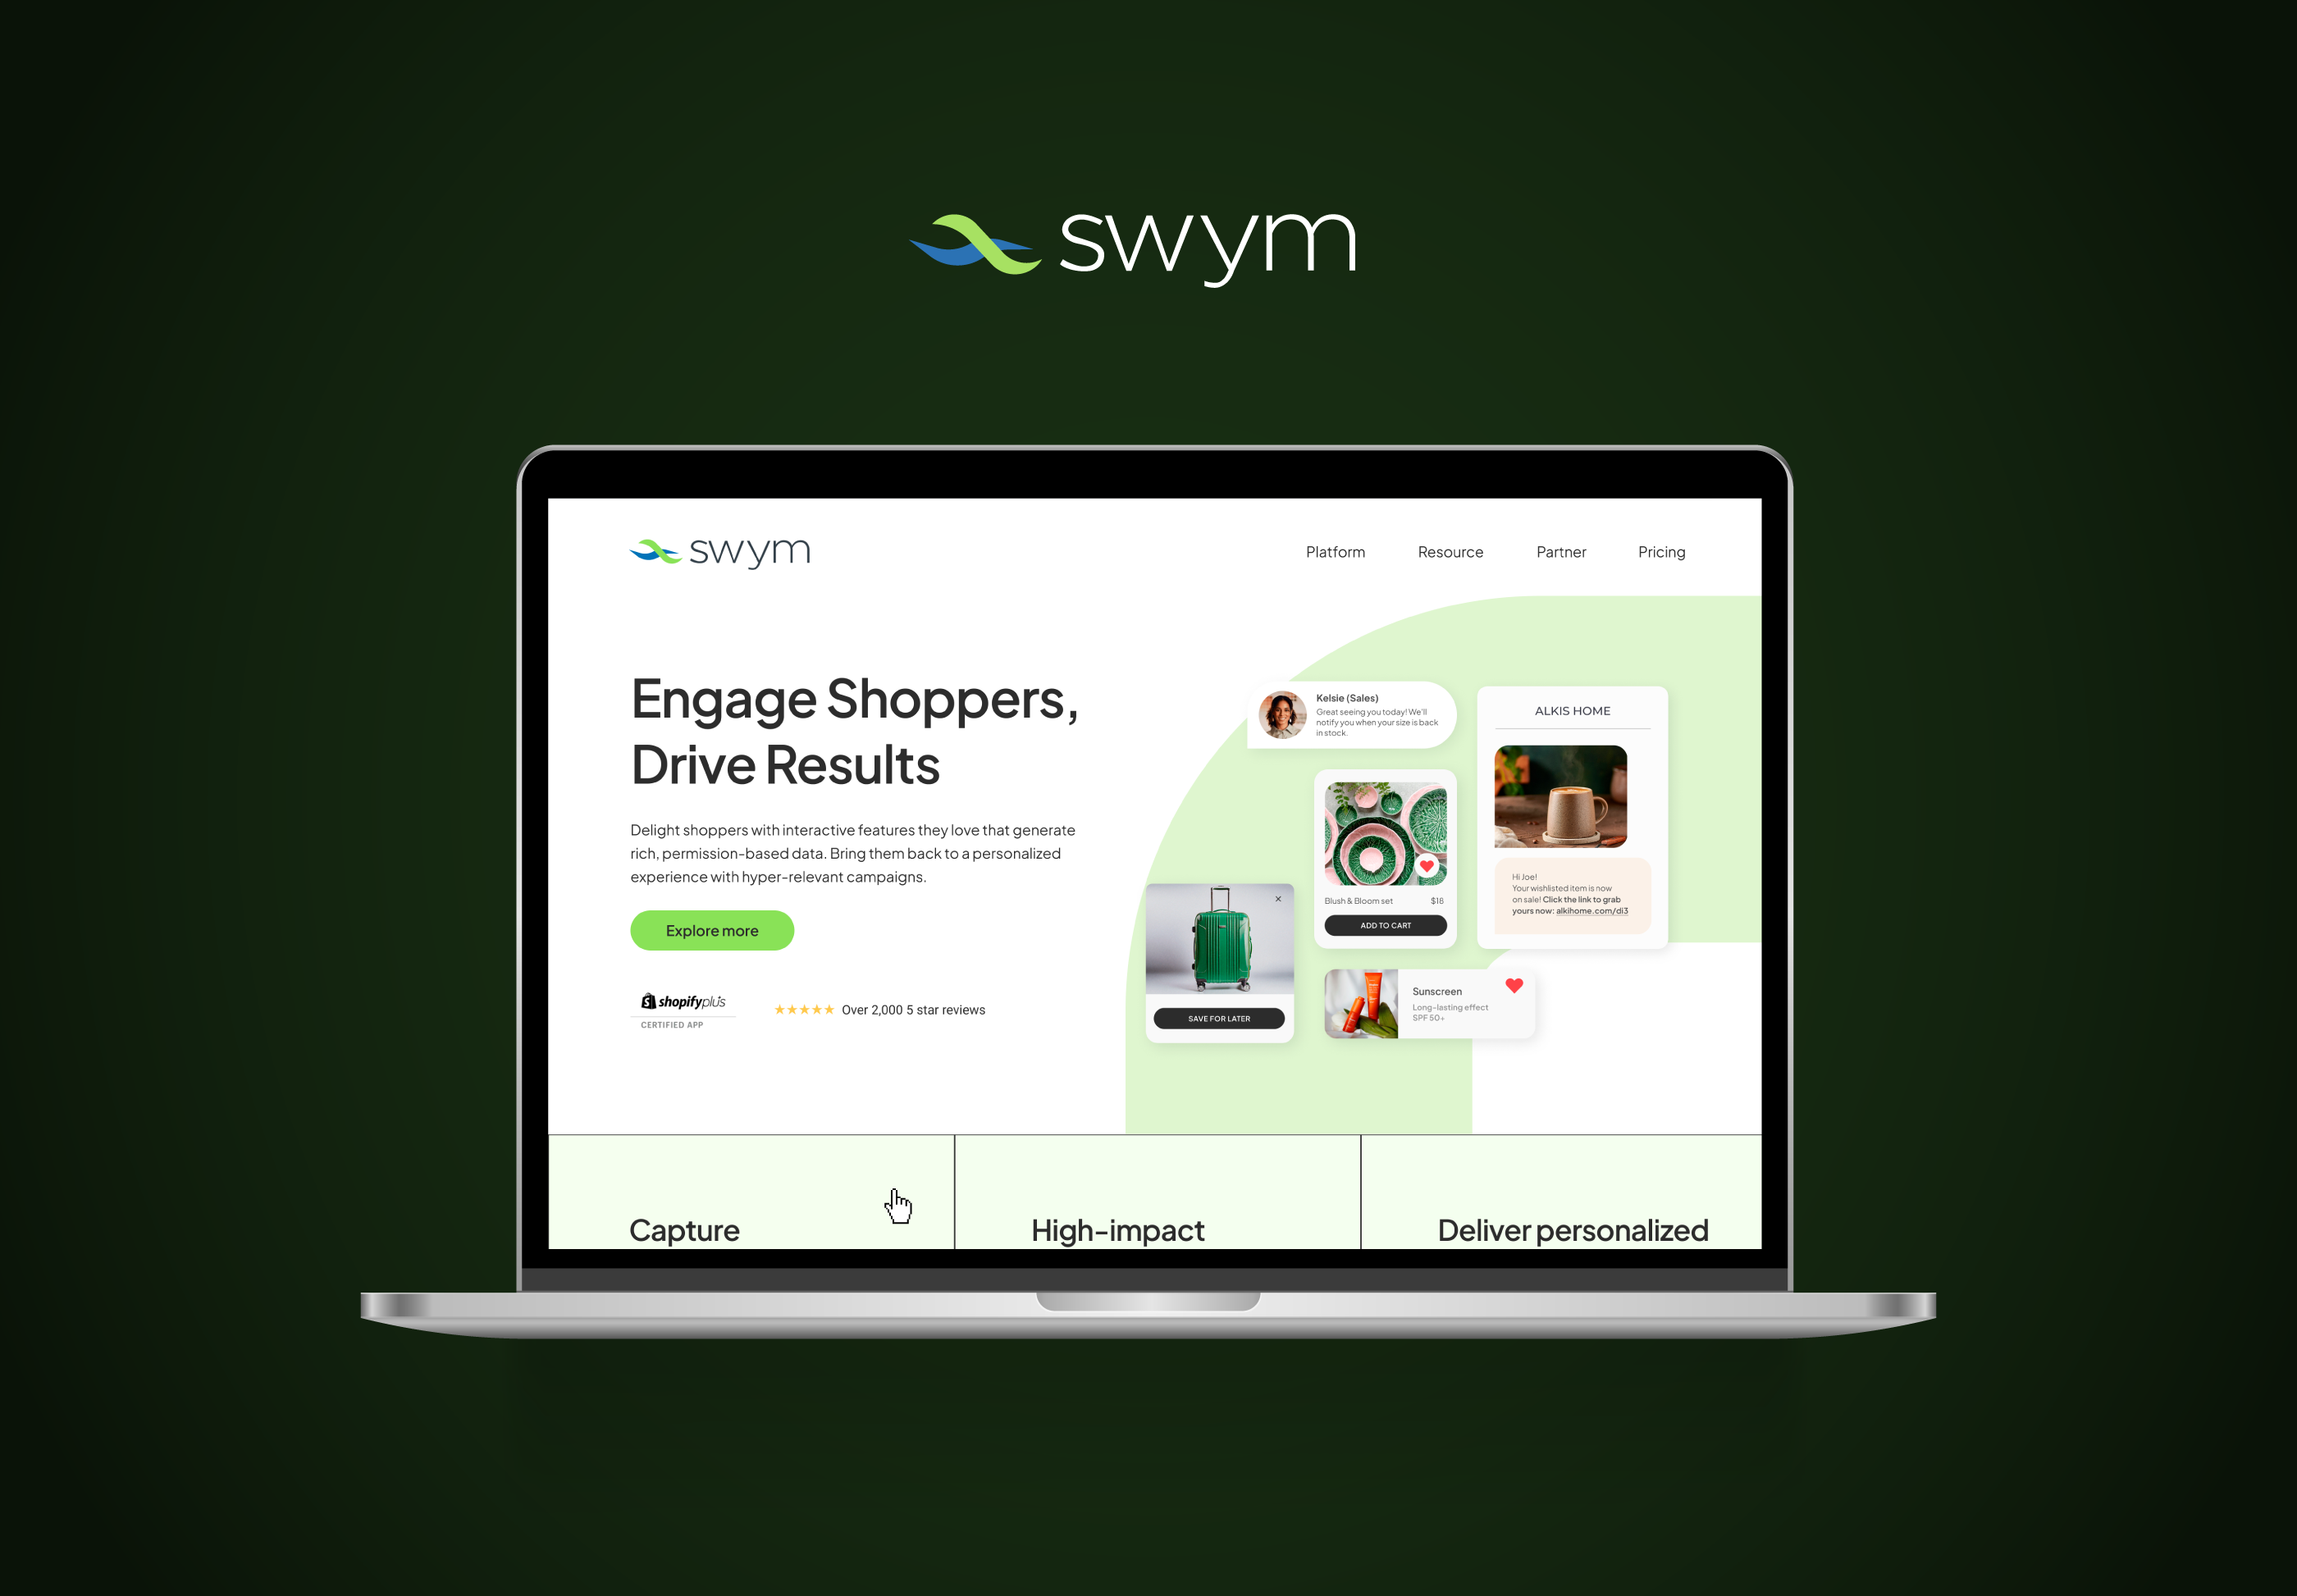 swym
swym
Platform
Resource
Partner
Pricing
Engage Shoppers,
Drive Results
Delight shoppers with interactive features they love that generate
rich, permission-based data. Bring them back to a personalized
experience with hyper-relevant campaigns.
Explore more
shopifyplus
CERTIFIED APP
Over 2,000 5 star reviews
Kelsie (Sales)
Great seeing you today! We'll
notify you when your size is back
in stock.
ALKIS HOME
Hi Joe!
Your wishlisted item is now
on sale! Click the link to grab
yours now: alkihome.com/di3
Blush & Bloom set
$18
ADD TO CART
SAVE FOR LATER
Sunscreen
Long-lasting effect
SPF 50+
Capture
High-impact
Deliver personalized